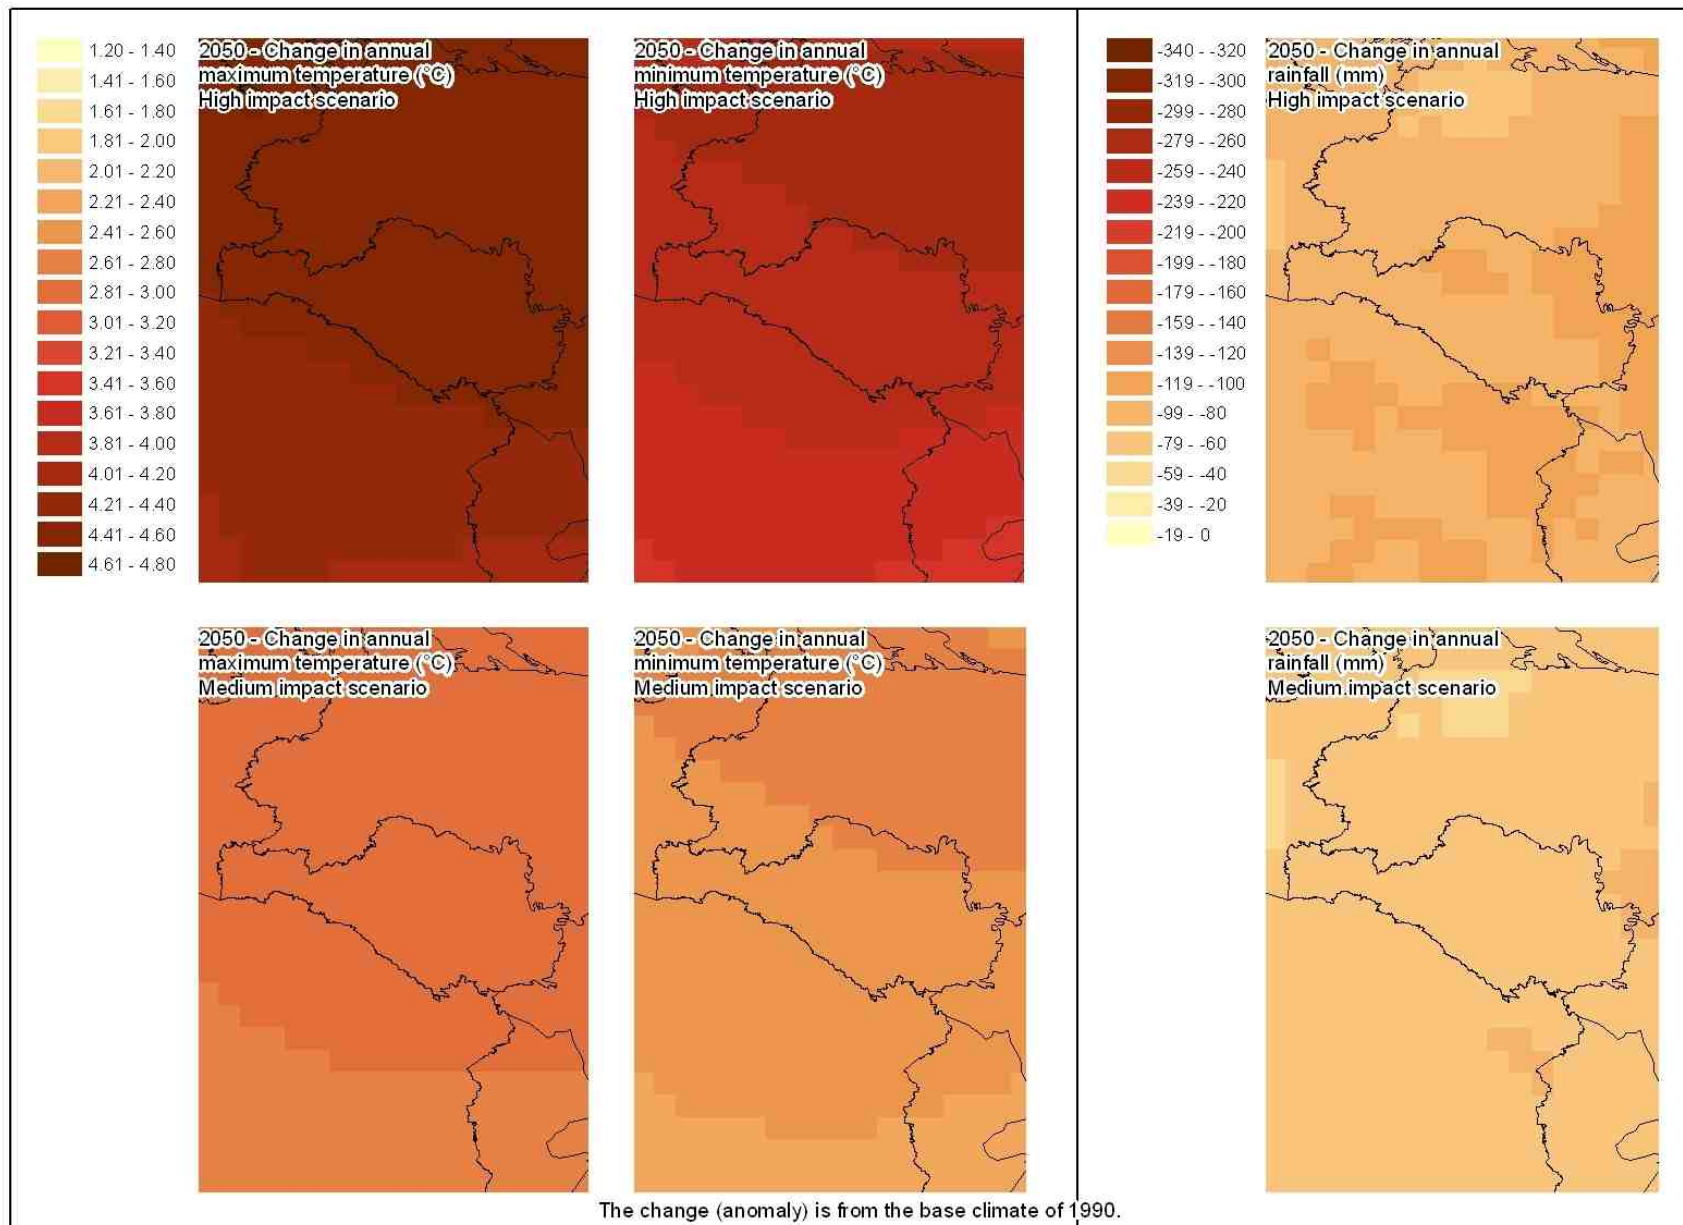 1.20 - 1.40
1.41 - 1.60
1.61 - 1.80
1.81 - 2.00
2.01 - 2.20
2.21 - 2.40
2.41 - 2.60
2.61 - 2.80
2.81 - 3.00
3.01 - 3.20
3.21 - 3.40
3.41 - 3.60
3.61 - 3.80
3.81 - 4.00
4.01 - 4.20
4.21 - 4.40
4.41 - 4.60
4.61 - 4.80
2050 - Change in annual
maximum temperature (°C)
High impact scenario
2050 - Change in annual
minimum temperature (°C)
High impact scenario
-340 - -320
-319 - -300
-299 - -280
-279 - -260
-259 - -240
-239 - -220
-219 - -200
-199 - -180
-179 - -160
-159 - -140
-139 - -120
-119 - -100
-99 - -80
-79 - -60
-59 - -40
-39 - -20
-19 - 0
2050 - Change in annual
rainfall (mm)
High impact scenario
2050 - Change in annual
maximum temperature (°C)
Medium impact scenario
2050 - Change in annual
minimum temperature (°C)
Medium impact scenario
2050 - Change in annual
rainfall (mm)
Medium impact scenario
The change (anomaly) is from the base climate of 1990.